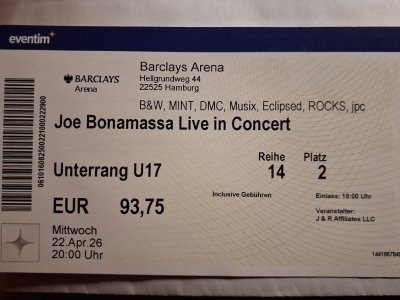 eventim
Barclays Arena
Hellgrundweg 44
22525 Hamburg
BARCLAYS
Arena
B&W, MINT, DMC, Musix, Eclipsed, ROCKS, jpc
Joe Bonamassa Live in Concert
Unterrang U17
Reihe Platz
14 2
EUR 93,75
Inclusive Gebühren
Einlass: 18:00 Uhr
Mittwoch
22.Apr.26
20:00 Uhr
Veranstalter:
J & R Affiliates LLC